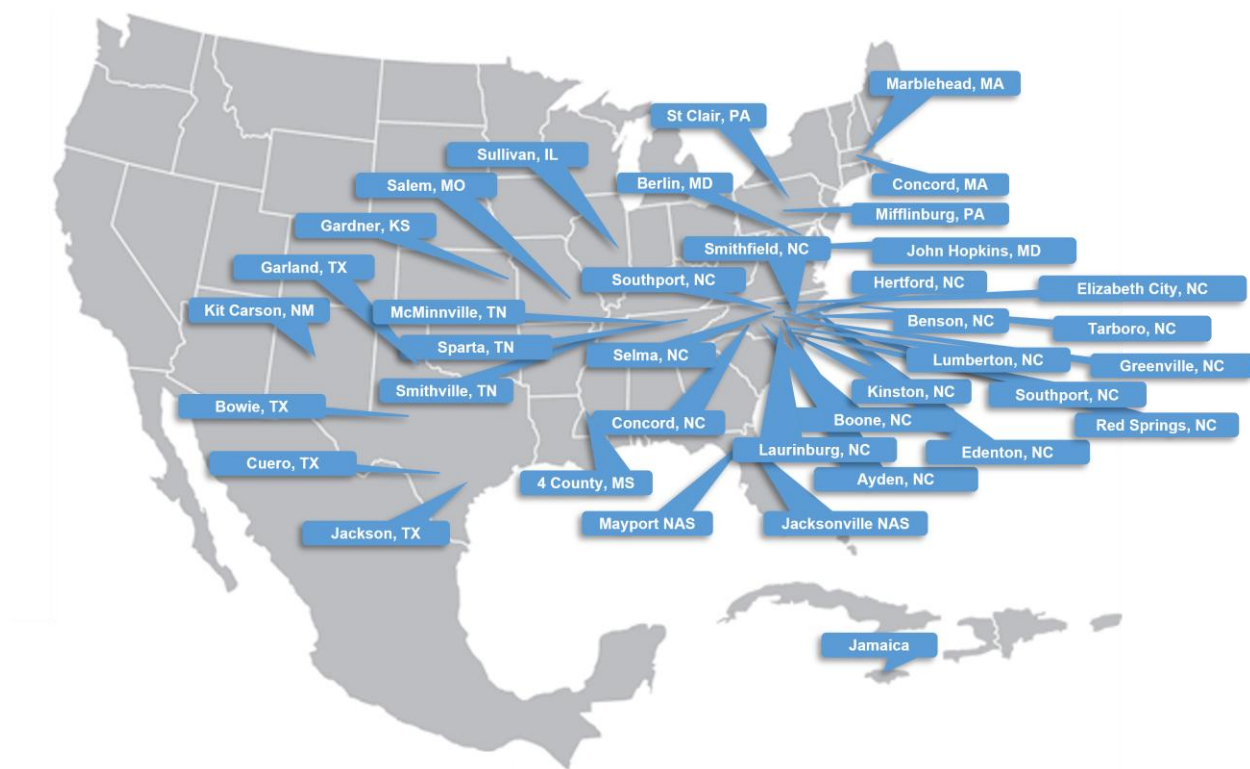 Marblehead, MA
St Clair, PA
Sullivan, IL
Berlin, MD
Concord, MA
Salem, MO
Mifflinburg, PA
Gardner, KS
Smithfield, NC
John Hopkins, MD
Garland, TX
Southport, NC
Hertford, NC
Elizabeth City, NC
Kit Carson, NM
McMinnville, TN
Benson, NC
Tarboro, NC
Sparta, TN
Selma, NC
Lumberton, NC
Greenville, NC
Smithville, TN
Kinston, NC
Southport, NC
Bowie, TX
Concord, NC
Boone, NC
Red Springs, NC
Laurinburg, NC
Edenton, NC
Cuero, TX
4 County, MS
Ayden, NC
Jackson, TX
Mayport NAS
Jacksonville NAS
Jamaica